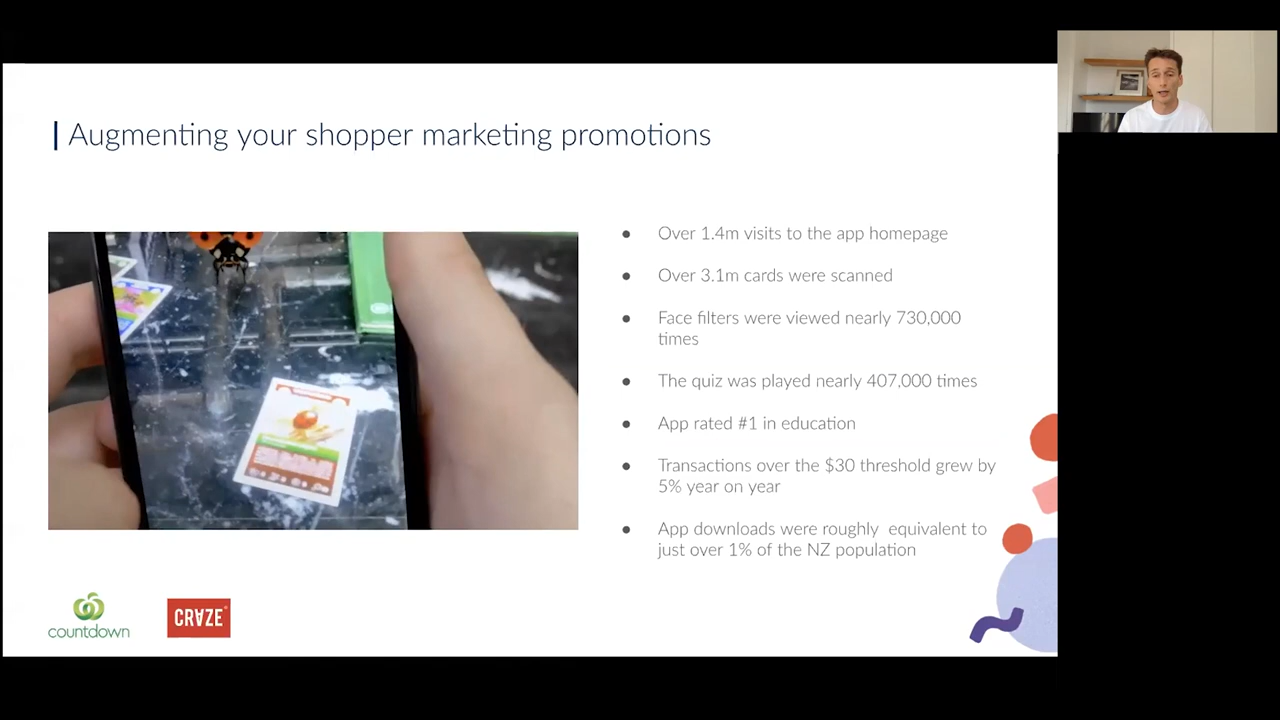 Augmenting your shopper marketing promotions
Over 1.4m visits to the app homepage
Over 3.1m cards were scanned
Face filters were viewed nearly 730,000
times
The quiz was played nearly 407,000 times
App rated #1 in education
Transactions over the $30 threshold grew by
5% year on year
App downloads were roughly  equivalent to
just over 1% of the NZ population
countdown
CRAZE